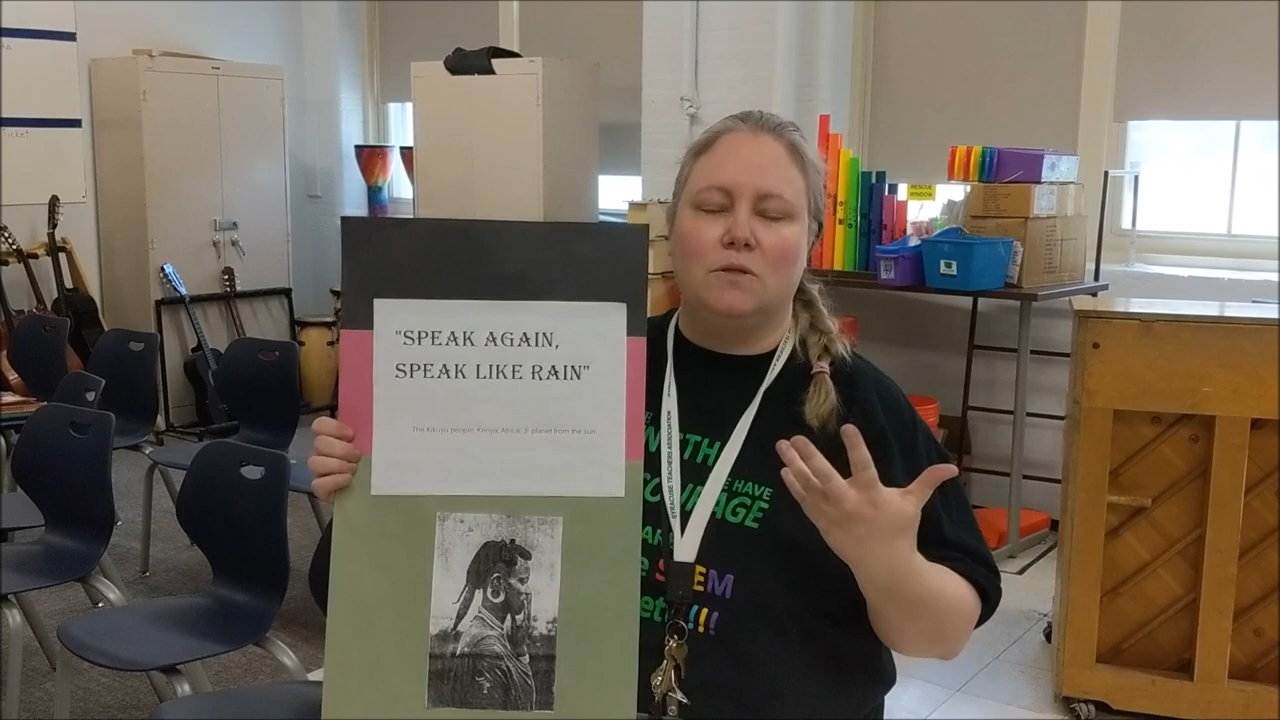 "SPEAK AGAIN,
SPEAK LIKE RAIN"
The Kikuyu people, Kenya, Africa, 3rd planet from the sun
RESCUE
WINDOW
SYRACUSE TEACHERS ASSOCIATION
HAVE
STEM
!!!